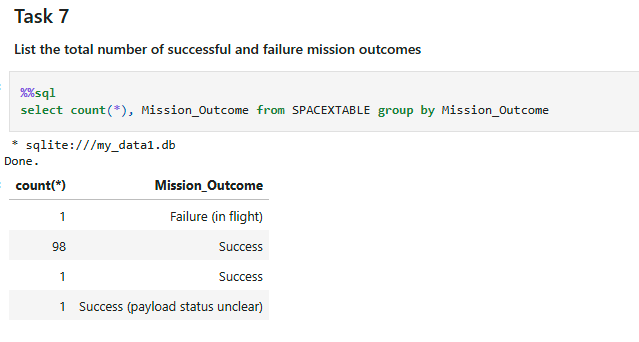 Task 7
List the total number of successful and failure mission outcomes
%%sql
select count(*), Mission_Outcome from SPACEXTABLE group by Mission_Outcome
* sqlite:///my_data1.db
Done.
count(*) Mission_Outcome
1 Failure (in flight)
98 Success
1 Success
1 Success (payload status unclear)